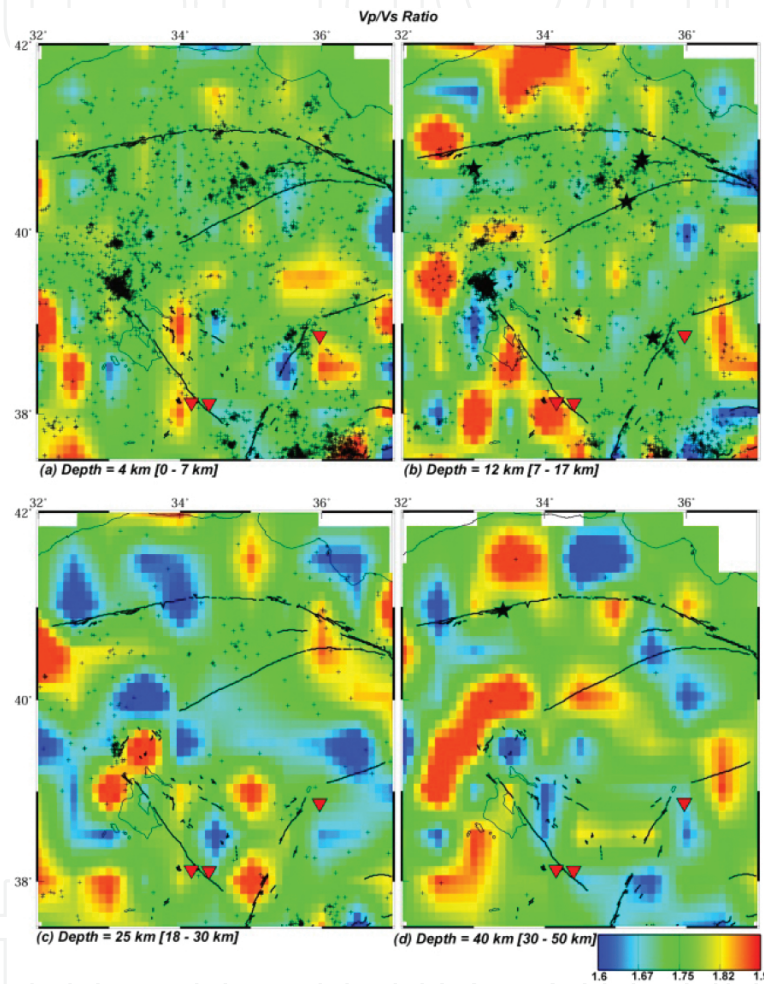 Vp/Vs Ratio
32˚ 34˚ 36˚
34˚ 36˚
42˚
40˚
38˚
(a) Depth = 4 km [0 - 7 km]
(b) Depth = 12 km [7 - 17 km]
32˚ 34˚ 36˚
34˚ 36˚
42˚
40˚
38˚
(c) Depth = 25 km [18 - 30 km]
(d) Depth = 40 km [30 - 50 km]
1.6 1.67 1.75 1.82